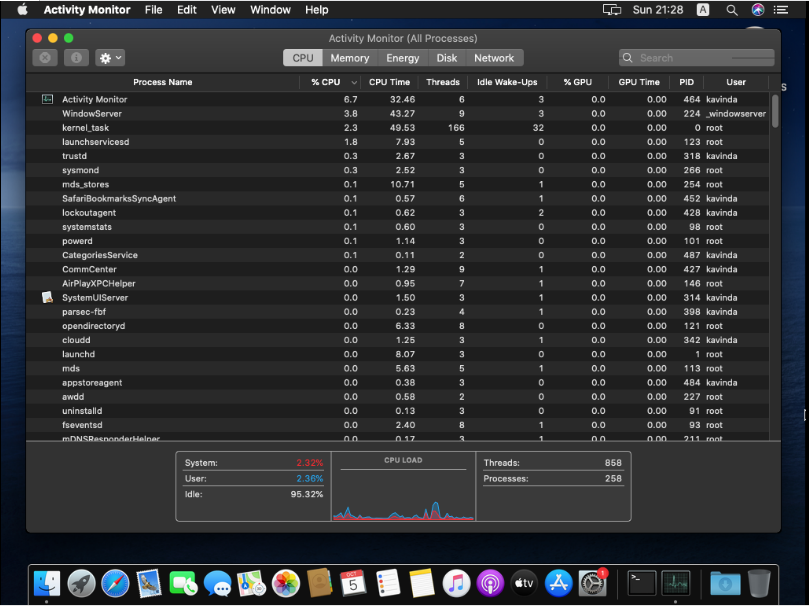 Activity Monitor File Edit View Window Help Sun 21:28 A
Activity Monitor (All Processes)
CPU Memory Energy Disk Network Search
Process Name % CPU CPU Time Threads Idle Wake-Ups % GPU GPU Time PID User
Activity Monitor 6.7 32.46 6 3 0.0 0.00 464 kavinda
WindowServer 3.8 43.27 9 3 0.0 0.00 224 _windowserver
kernel_task 2.3 49.53 166 32 0.0 0.00 0 root
launchservicesd 1.8 7.93 5 0 0.0 0.00 123 root
trustd 0.3 2.67 3 0 0.0 0.00 318 kavinda
sysmond 0.3 2.52 3 0 0.0 0.00 266 root
mds_stores 0.1 10.71 5 1 0.0 0.00 254 root
SafariBookmarksSyncAgent 0.1 0.57 6 1 0.0 0.00 452 kavinda
lockoutagent 0.1 0.62 3 2 0.0 0.00 428 kavinda
systemstats 0.1 0.60 3 0 0.0 0.00 98 root
powerd 0.1 1.14 3 0 0.0 0.00 101 root
CategoriesService 0.1 0.11 2 0 0.0 0.00 487 kavinda
CommCenter 0.0 1.29 9 1 0.0 0.00 427 kavinda
AirPlayXPCHelper 0.0 0.95 7 1 0.0 0.00 146 root
SystemUIServer 0.0 1.50 3 1 0.0 0.00 314 kavinda
parsec-fbf 0.0 0.23 4 1 0.0 0.00 398 kavinda
opendirectoryd 0.0 6.33 8 0 0.0 0.00 121 root
cloudd 0.0 1.25 3 1 0.0 0.00 342 kavinda
launchd 0.0 8.07 3 0 0.0 0.00 1 root
mds 0.0 5.63 5 1 0.0 0.00 113 root
appstoreagent 0.0 0.38 3 0 0.0 0.00 484 kavinda
awdd 0.0 0.58 2 0 0.0 0.00 227 root
uninstalld 0.0 0.13 3 0 0.0 0.00 91 root
fseventsd 0.0 2.40 8 1 0.0 0.00 93 root
mDNSResponderHelper 0.0 0.17 3 1 0.0 0.00 211 root
System: 2.32% CPU LOAD Threads: 858
User: 2.36% Processes: 258
Idle: 95.32%
OCT
5
tv
1